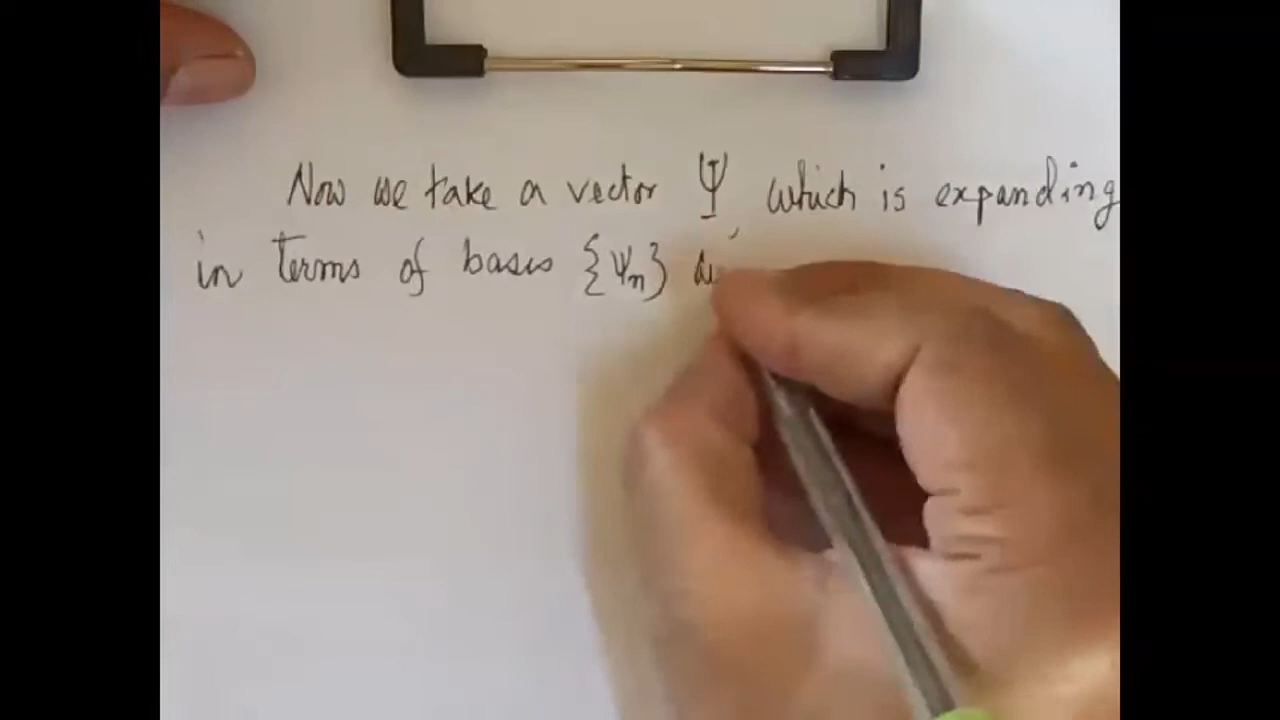 Now we take a vector Ψ which is expanding
in terms of basis {ψₙ}